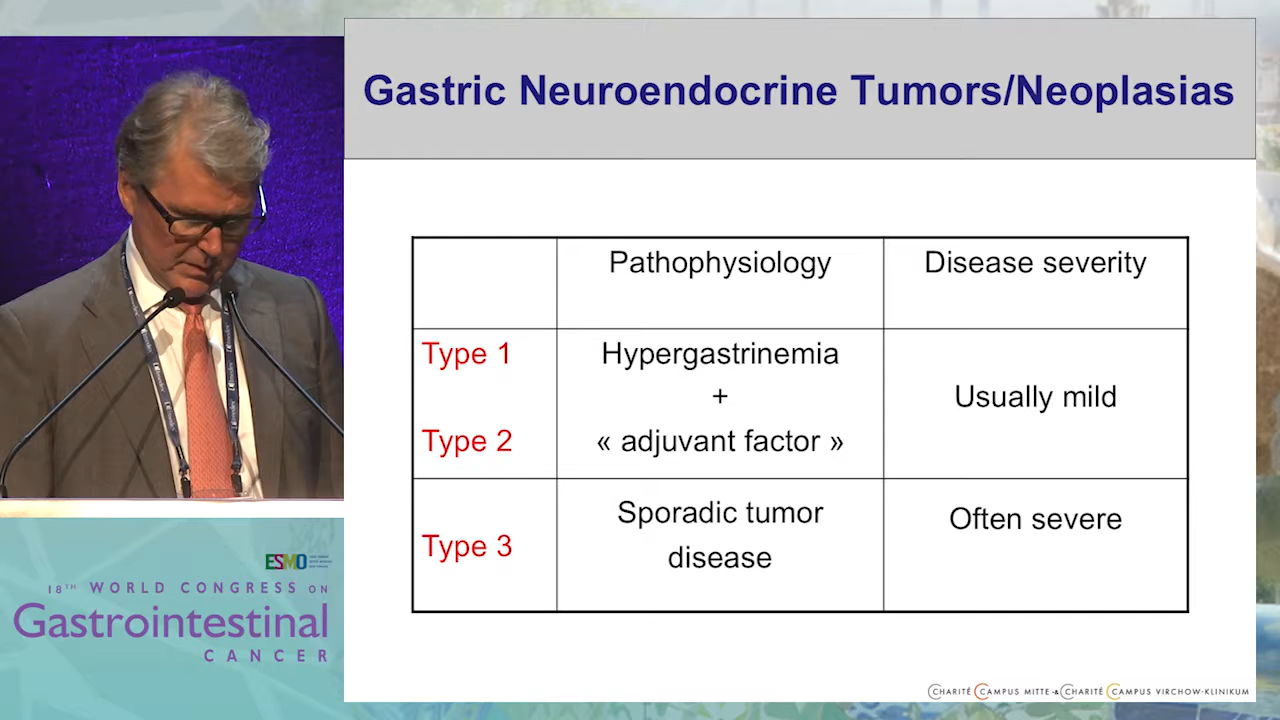 Gastric Neuroendocrine Tumors/Neoplasias
Pathophysiology
Disease severity
Type 1
Type 2
Hypergastrinemia
+
« adjuvant factor »
Usually mild
Type 3
Sporadic tumor
disease
Often severe
ESMO
18TH WORLD CONGRESS ON
Gastrointestinal
CANCER
CHARITÉ CAMPUS MITTE & CHARITÉ CAMPUS VIRCHOW-KLINIKUM